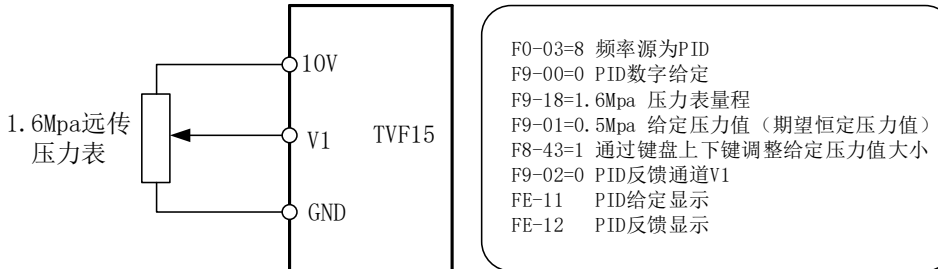 10V
1.6Mpa远传
压力表
V1
TVF15
GND
F0-03=8 频率源为PID
F9-00=0 PID数字给定
F9-18=1.6Mpa 压力表量程
F9-01=0.5Mpa 给定压力值（期望恒定压力值）
F8-43=1 通过键盘上下键调整给定压力值大小
F9-02=0 PID反馈通道V1
FE-11 PID给定显示
FE-12 PID反馈显示